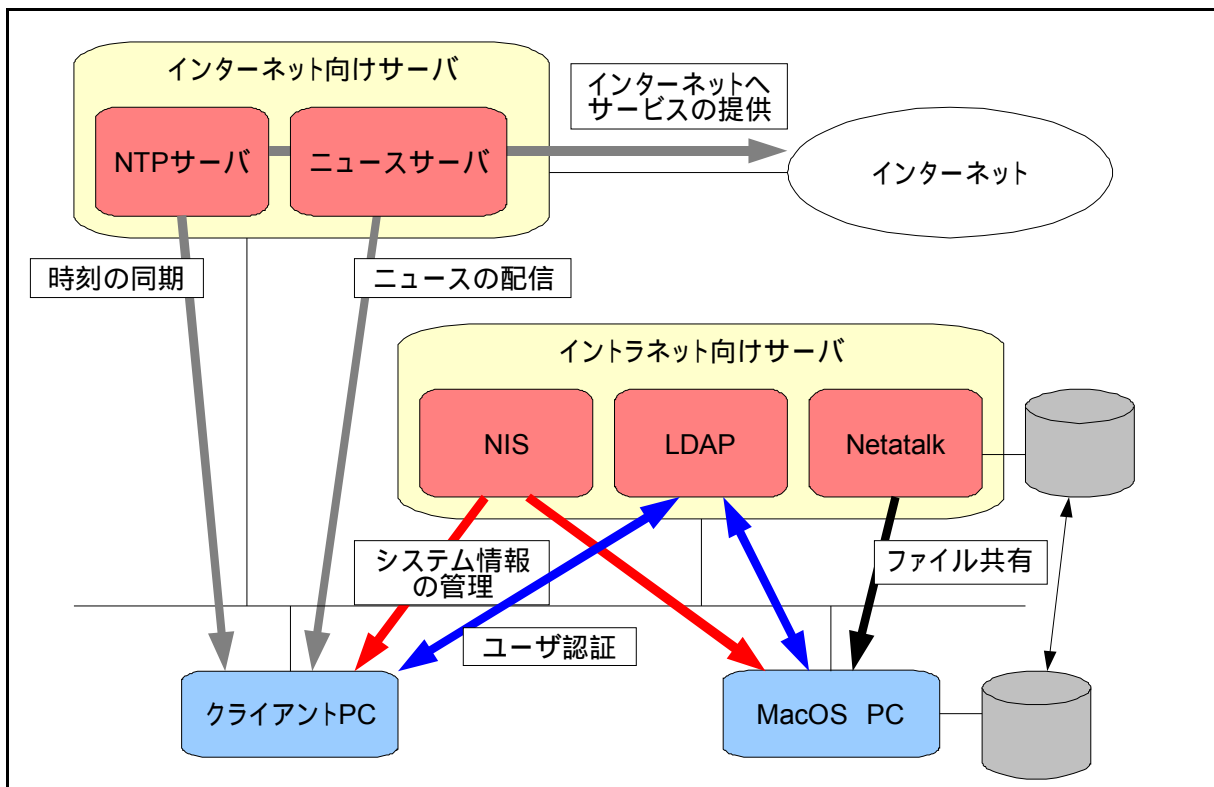 インターネット向けサーバ
インターネットへ
サービスの提供
NTPサーバ
ニュースサーバ
インターネット
時刻の同期
ニュースの配信
イントラネット向けサーバ
NIS
LDAP
Netatalk
システム情報
の管理
ファイル共有
ユーザ認証
クライアントPC
MacOS PC